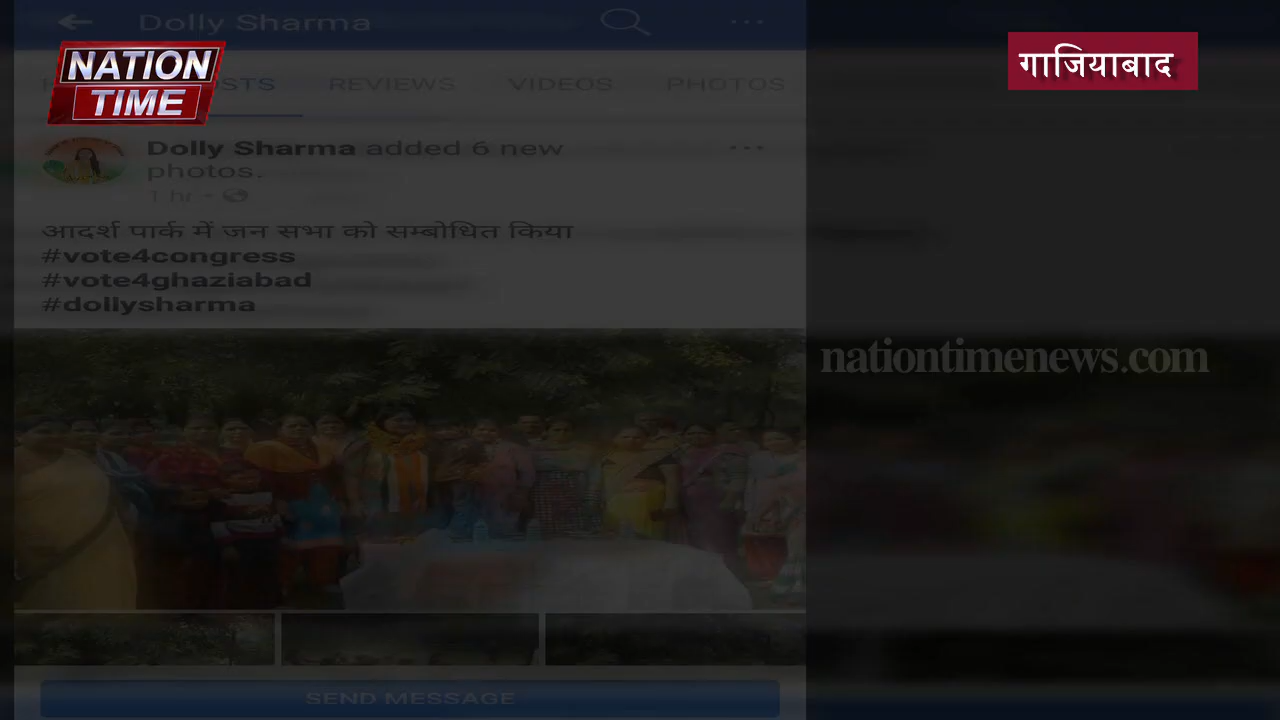 Dolly Sharma
NATION
TIME
गाजियाबाद
REVIEWS
VIDEOS
PHOTOS
Dolly Sharma added 6 new
photos.
1 hr
आदर्श पार्क में जन सभा को सम्बोधित किया
#vote4congress
#vote4ghaziabad
#dollysharma
nationtimenews.com
SEND MESSAGE